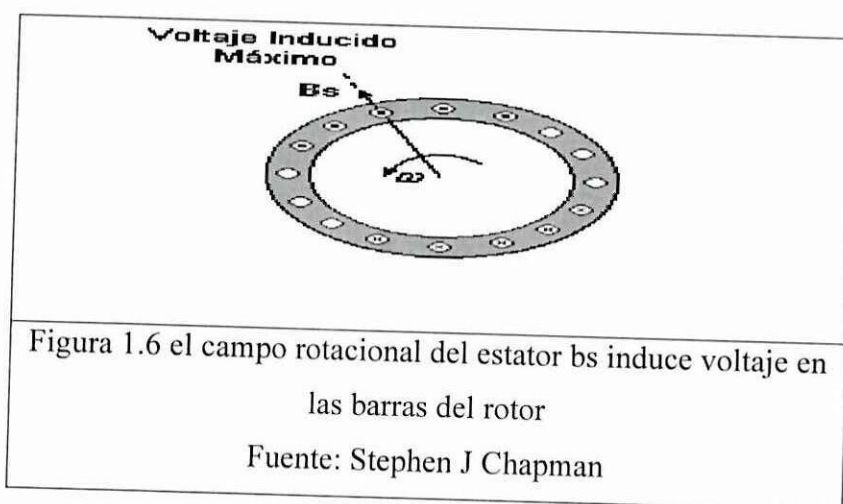 Voltaje Inducido
Máximo
Bs
ω
Figura 1.6 el campo rotacional del estator bs induce voltaje en
las barras del rotor
Fuente: Stephen J Chapman